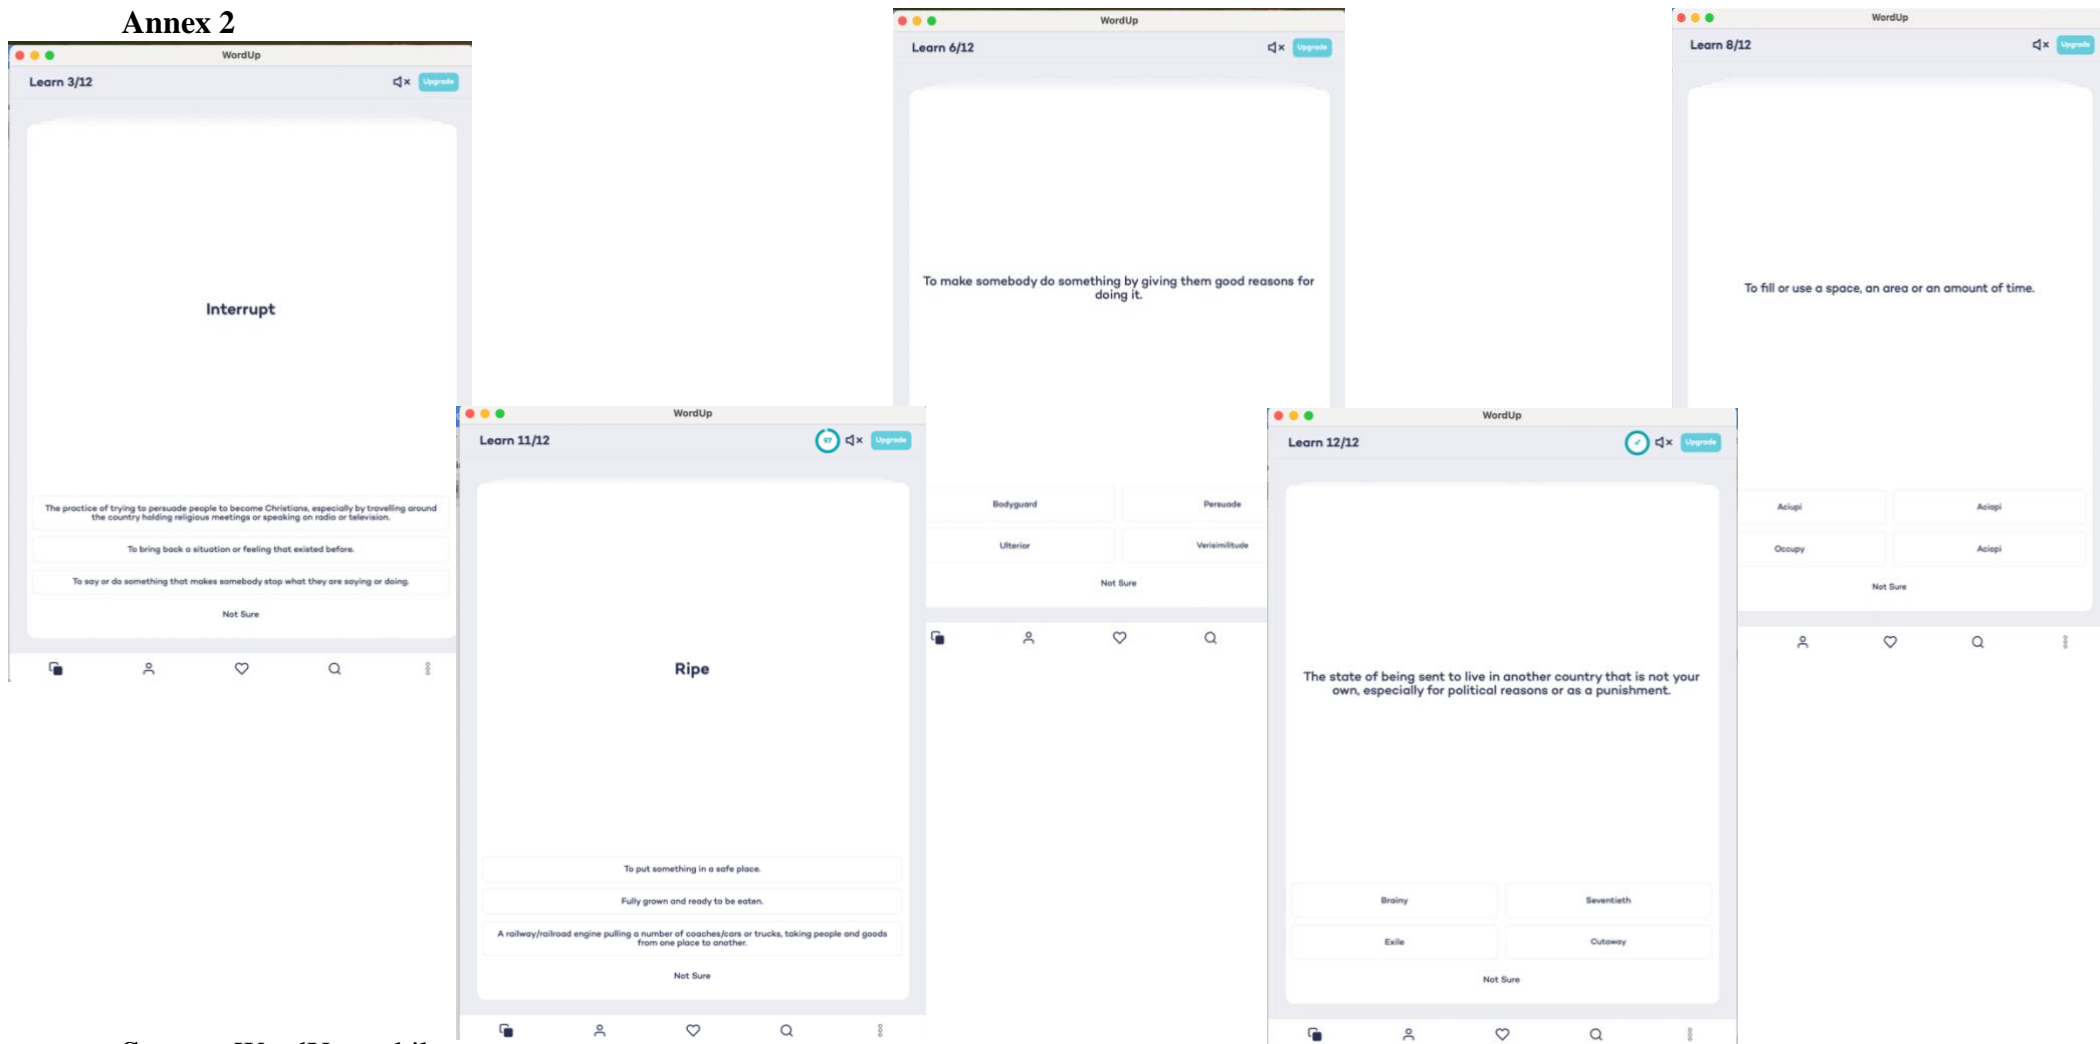 Annex 2
WordUp
Learn 3/12
Upgrade
Interrupt
The practice of trying to persuade people to become Christians, especially by travelling around
the country holding religious meetings or speaking on radio or television.
To bring back a situation or feeling that existed before.
To say or do something that makes somebody stop what they are saying or doing.
Not Sure
WordUp
Learn 6/12
Upgrade
To make somebody do something by giving them good reasons for
doing it.
Bodyguard
Persuade
Ulterior
Verisimilitude
Not Sure
WordUp
Learn 8/12
Upgrade
To fill or use a space, an area or an amount of time.
Aciupi
Aciopi
Occupy
Aciopi
Not Sure
WordUp
Learn 11/12
97
Upgrade
Ripe
To put something in a safe place.
Fully grown and ready to be eaten.
A railway/railroad engine pulling a number of coaches/cars or trucks, taking people and goods
from one place to another.
Not Sure
WordUp
Learn 12/12
Upgrade
The state of being sent to live in another country that is not your
own, especially for political reasons or as a punishment.
Brainy
Seventieth
Exile
Cutaway
Not Sure